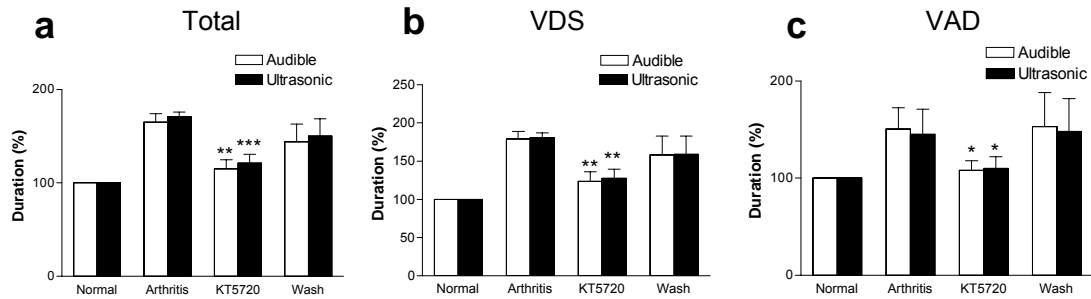 a
Total
Audible
Ultrasonic
Duration (%)
200
100
0
** ***
Normal Arthritis KT5720 Wash
b
VDS
Audible
Ultrasonic
Duration (%)
250
200
150
100
50
0
** **
Normal Arthritis KT5720 Wash
c
VAD
Audible
Ultrasonic
Duration (%)
200
100
0
* *
Normal Arthritis KT5720 Wash